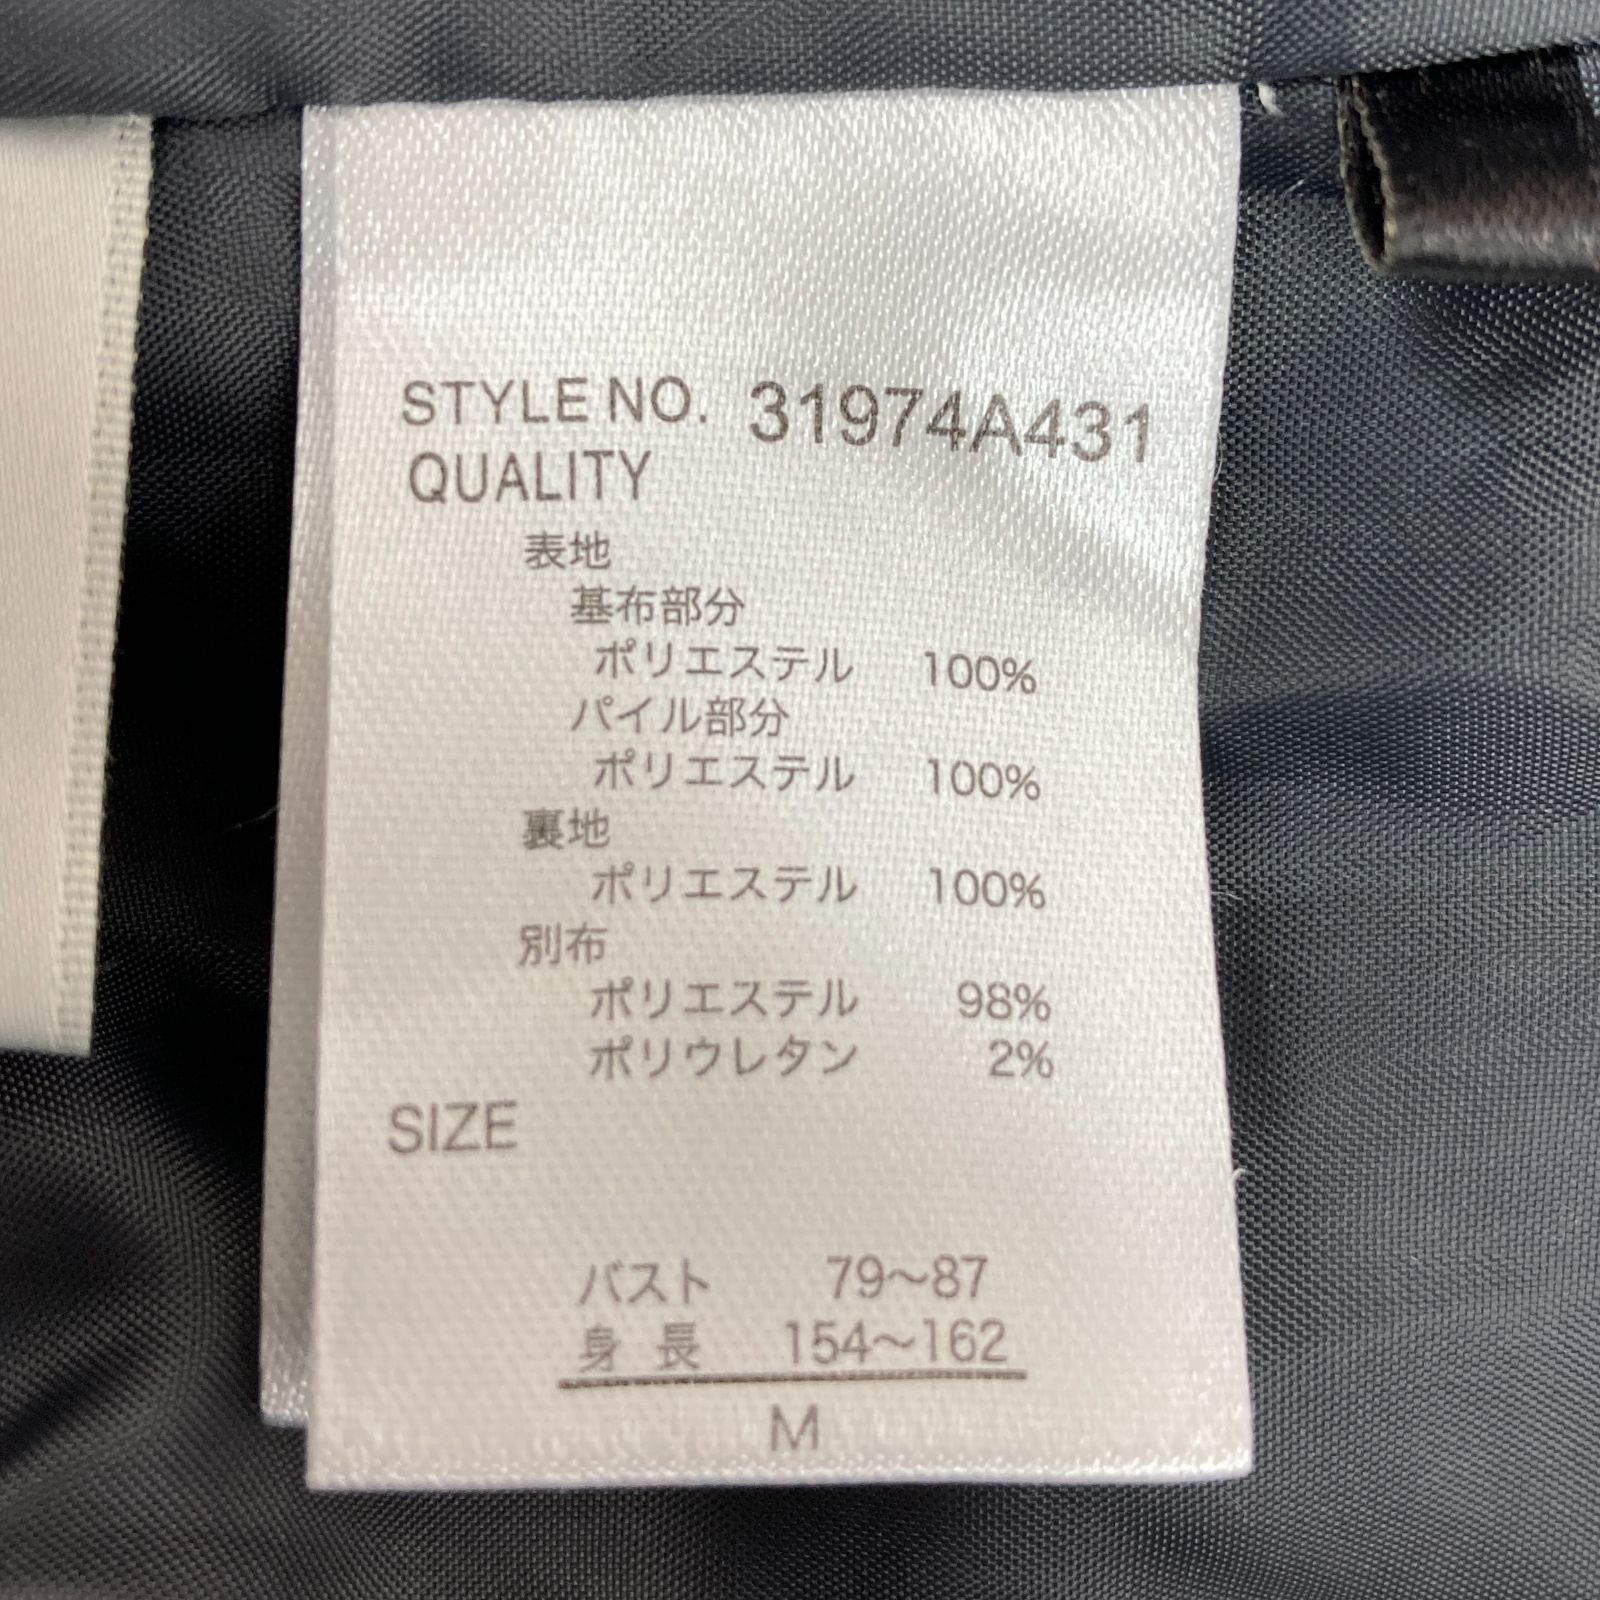 STYLE NO. 31974A431
QUALITY
表地
基布部分
ポリエステル 100%
パイル部分
ポリエステル 100%
裏地
ポリエステル 100%
別布
ポリエステル 98%
ポリウレタン 2%
SIZE
バスト 79〜87
身長 154〜162
M